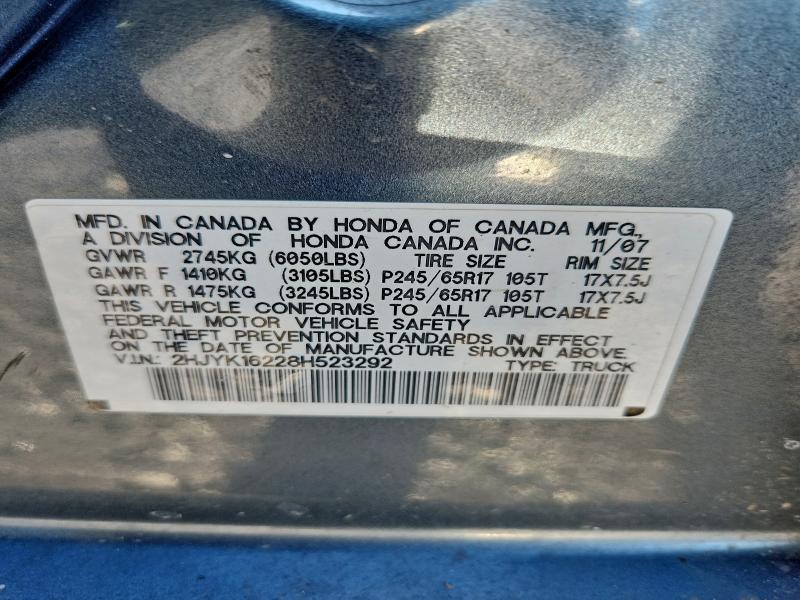 MFD. IN CANADA BY HONDA OF CANADA MFG.,
A DIVISION OF HONDA CANADA INC. 11/07
GVWR 2745KG (6050LBS) TIRE SIZE RIM SIZE
GAWR F 1410KG (3105LBS) P245/65R17 105T 17X7.5J
GAWR R 1475KG (3245LBS) P245/65R17 105T 17X7.5J
THIS VEHICLE CONFORMS TO ALL APPLICABLE
FEDERAL MOTOR VEHICLE SAFETY
AND THEFT PREVENTION STANDARDS IN EFFECT
ON THE DATE OF MANUFACTURE SHOWN ABOVE.
V.I.N.: 2HJYK16228H523292 TYPE: TRUCK